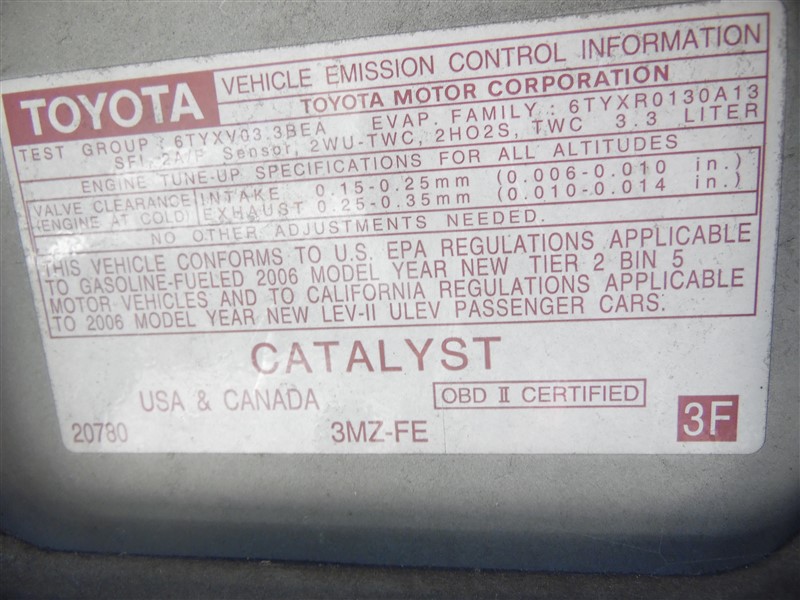 TOYOTA
VEHICLE EMISSION CONTROL INFORMATION
TOYOTA MOTOR CORPORATION
TEST GROUP : 6TYXV03.3BEA EVAP. FAMILY : 6TYXR0130A13
SFI, 2A/F Sensor, 2WU-TWC, 2HO2S, TWC 3.3 LITER
ENGINE TUNE-UP SPECIFICATIONS FOR ALL ALTITUDES
VALVE CLEARANCE INTAKE 0.15-0.25mm (0.006-0.010 in.)
(ENGINE AT COLD) EXHAUST 0.25-0.35mm (0.010-0.014 in.)
NO OTHER ADJUSTMENTS NEEDED.
THIS VEHICLE CONFORMS TO U.S. EPA REGULATIONS APPLICABLE
TO GASOLINE-FUELED 2006 MODEL YEAR NEW TIER 2 BIN 5
MOTOR VEHICLES AND TO CALIFORNIA REGULATIONS APPLICABLE
TO 2006 MODEL YEAR NEW LEV-II ULEV PASSENGER CARS.
CATALYST
USA & CANADA OBD II CERTIFIED
20780 3MZ-FE 3F